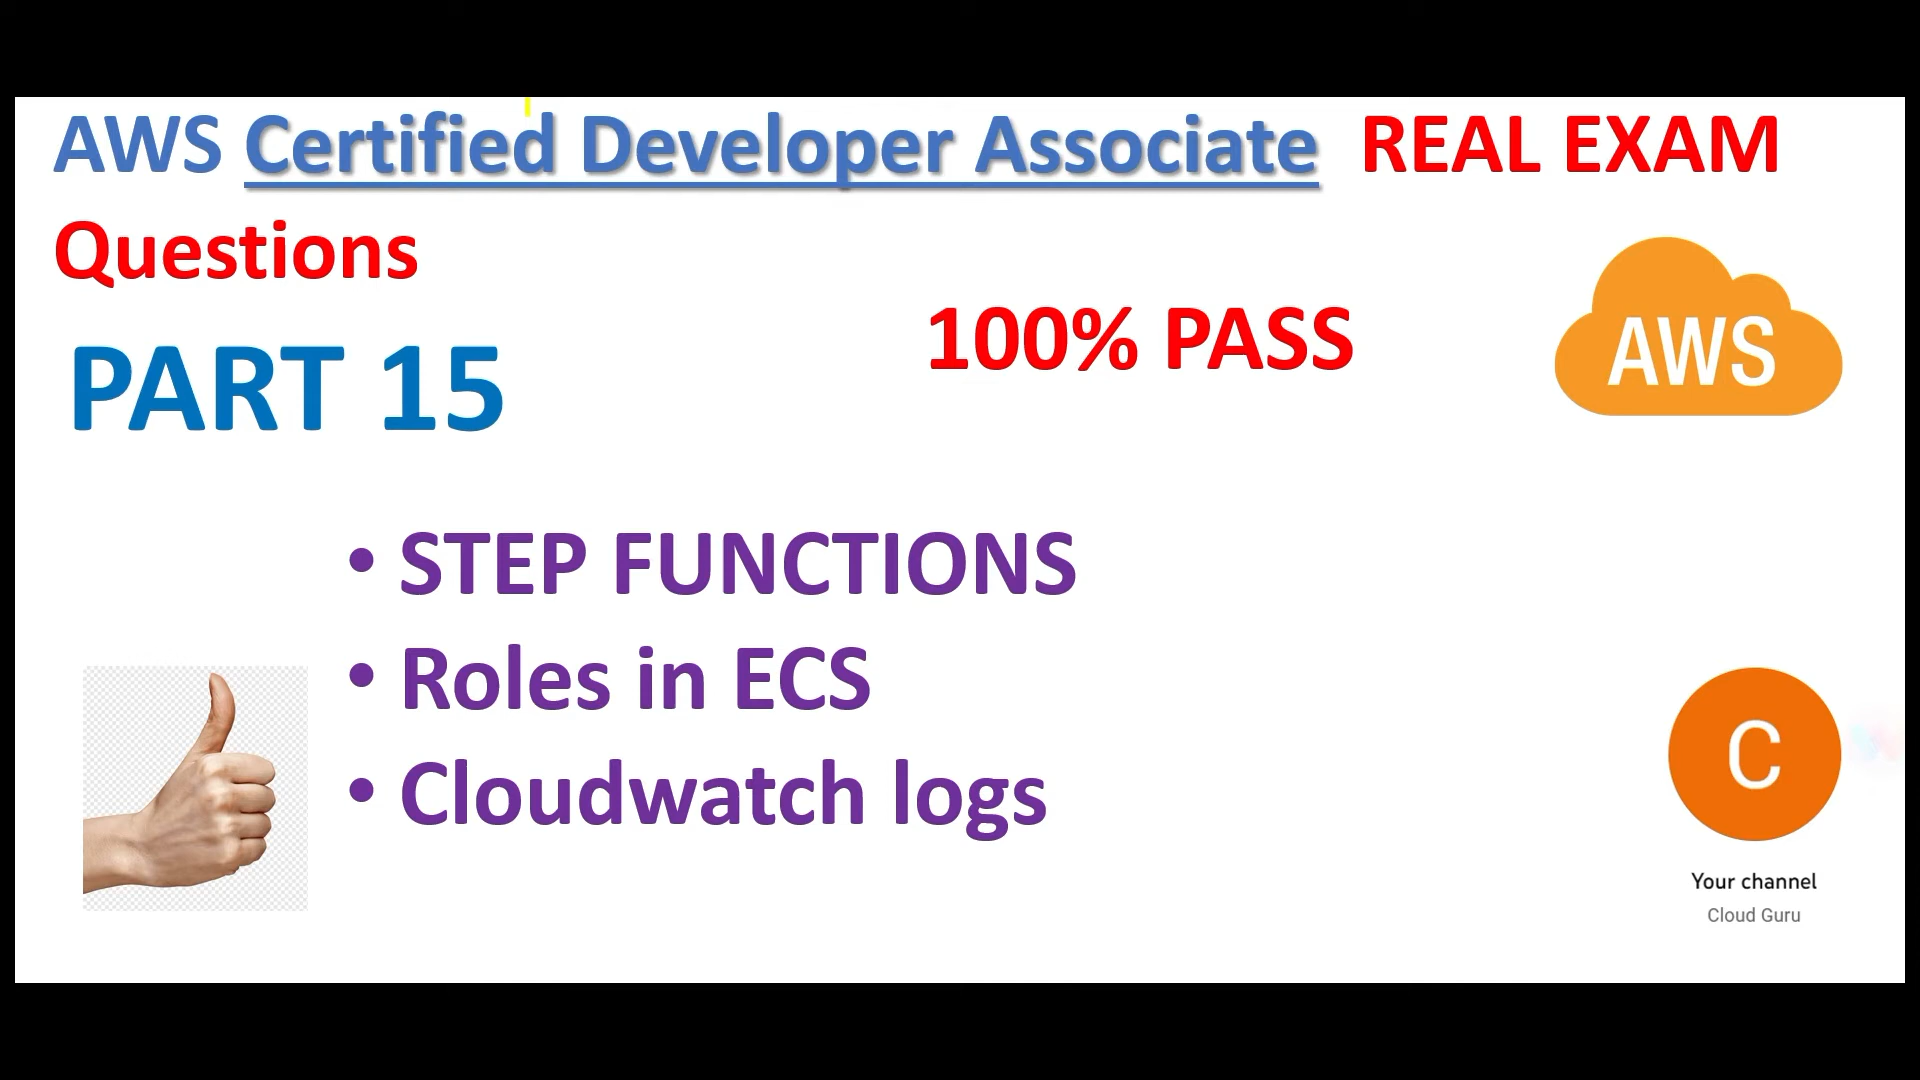 AWS Certified Developer Associate REAL EXAM
Questions
100% PASS
AWS
PART 15
• STEP FUNCTIONS
• Roles in ECS
• Cloudwatch logs
C
Your channel
Cloud Guru